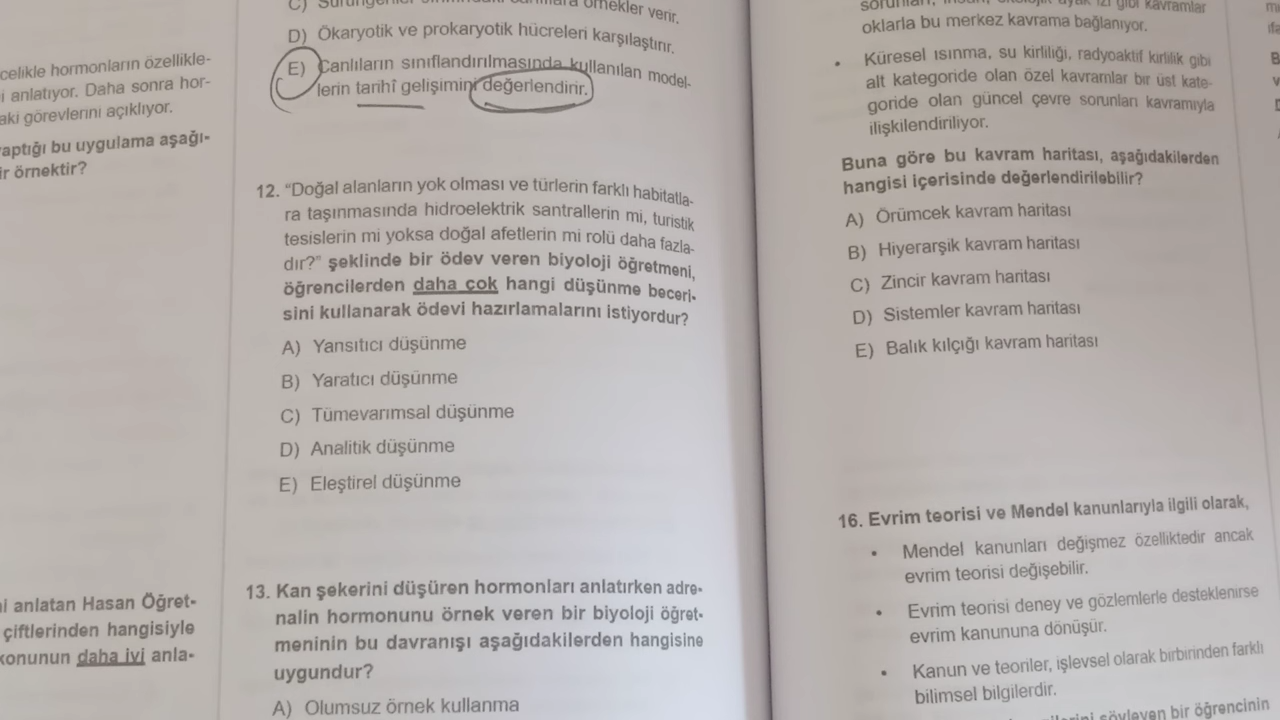 celikle hormonların özellikle-
i anlatıyor. Daha sonra hor-
aki görevlerini açıklıyor.
aptığı bu uygulama aşağı-
ir örnektir?
ni anlatan Hasan Öğret-
çiftlerinden hangisiyle
konunun daha iyi anla-
C) örnekler verir.
D) Ökaryotik ve prokaryotik hücreleri karşılaştırır.
E) Canlıların sınıflandırılmasında kullanılan model-
lerin tarihî gelişimini değerlendirir.
12. “Doğal alanların yok olması ve türlerin farklı habitatla-
ra taşınmasında hidroelektrik santrallerin mi, turistik
tesislerin mi yoksa doğal afetlerin mi rolü daha fazla-
dır?” şeklinde bir ödev veren biyoloji öğretmeni,
öğrencilerden daha çok hangi düşünme beceri-
sini kullanarak ödevi hazırlamalarını istiyordur?
A) Yansıtıcı düşünme
B) Yaratıcı düşünme
C) Tümevarımsal düşünme
D) Analitik düşünme
E) Eleştirel düşünme
13. Kan şekerini düşüren hormonları anlatırken adre-
nalin hormonunu örnek veren bir biyoloji öğret-
meninin bu davranışı aşağıdakilerden hangisine
uygundur?
A) Olumsuz örnek kullanma
izi gibi kavramlar
oklarla bu merkez kavrama bağlanıyor.
• Küresel ısınma, su kirliliği, radyoaktif kirlilik gibi
alt kategoride olan özel kavramlar bir üst kate-
goride olan güncel çevre sorunları kavramıyla
ilişkilendiriliyor.
Buna göre bu kavram haritası, aşağıdakilerden
hangisi içerisinde değerlendirilebilir?
A) Örümcek kavram haritası
B) Hiyerarşik kavram haritası
C) Zincir kavram haritası
D) Sistemler kavram haritası
E) Balık kılçığı kavram haritası
16. Evrim teorisi ve Mendel kanunlarıyla ilgili olarak,
• Mendel kanunları değişmez özelliktedir ancak
evrim teorisi değişebilir.
• Evrim teorisi deney ve gözlemlerle desteklenirse
evrim kanununa dönüşür.
• Kanun ve teoriler, işlevsel olarak birbirinden farklı
bilimsel bilgilerdir.
söyleyen bir öğrencinin